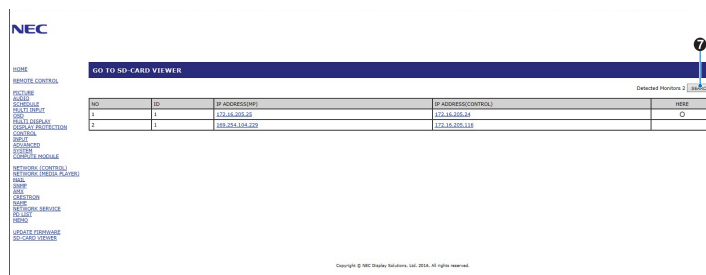 NEC
7
HOME
GO TO SD-CARD VIEWER
REMOTE CONTROL
Detected Monitors 2
PICTURE
AUDIO
SCHEDULE
MULTI INPUT
OSD
MULTI DISPLAY
DISPLAY PROTECTION
CONTROL
INPUT
ADVANCED
SYSTEM
COMPUTE MODULE
NO ID IP ADDRESS(MP) IP ADDRESS(CONTROL) HERE
1 1 172.16.205.25 172.16.205.24 O
2 1 169.254.104.229 172.16.205.116
NETWORK (CONTROL)
NETWORK (MEDIA PLAYER)
MAIL
SNMP
AMX
CRESTRON
NAME
NETWORK SERVICE
PD LIST
MEMO
UPDATE FIRMWARE
SD-CARD VIEWER
Copyright © NEC Display Solutions, Ltd. 2016. All rights reserved.